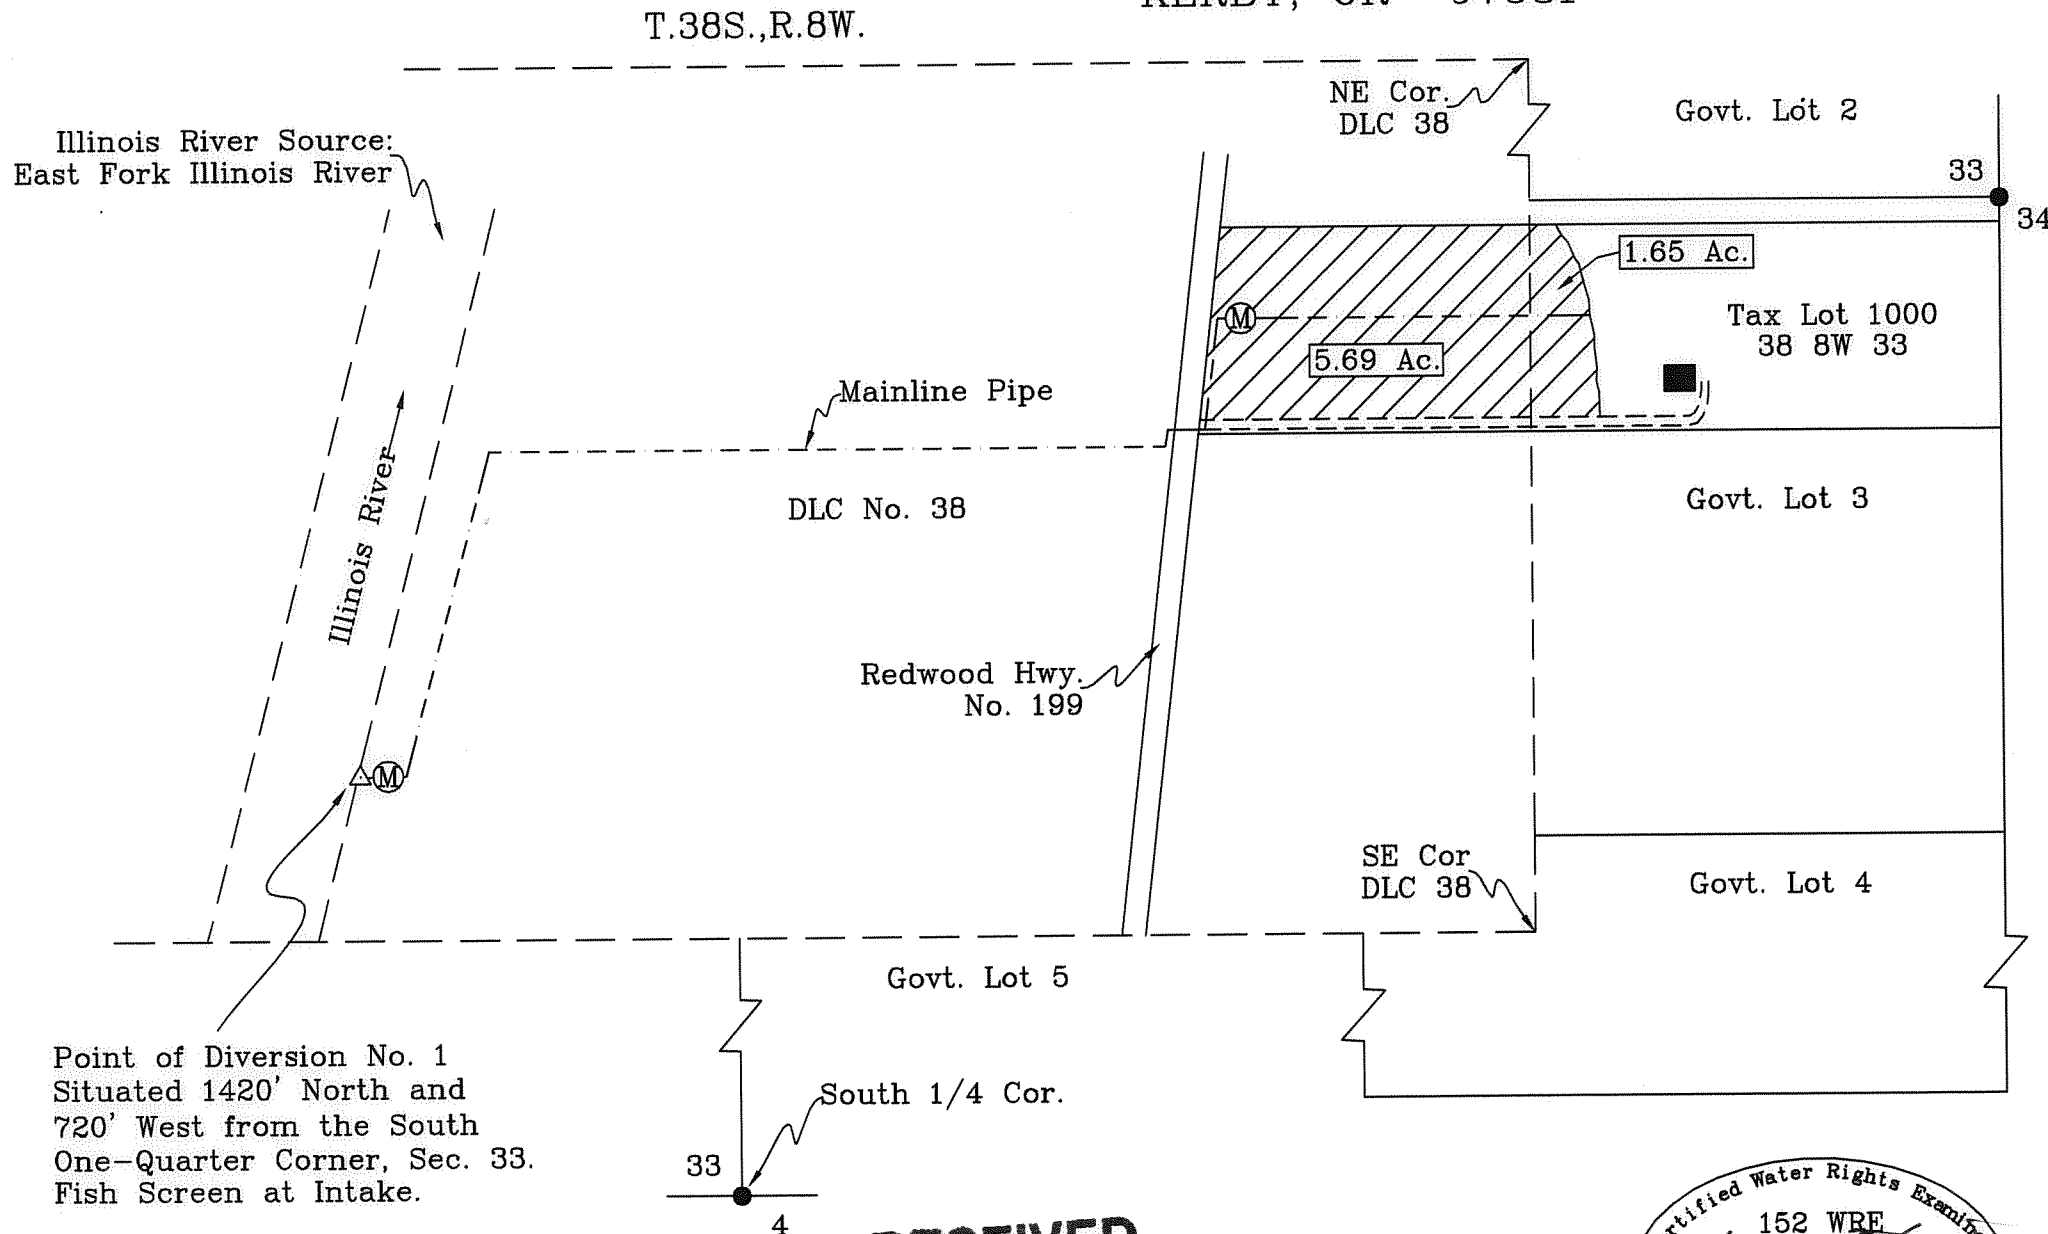 T.38S.,R.8W.
NE Cor.
DLC 38
Govt. Lot 2
Illinois River Source:
East Fork Illinois River
33
34
1.65 Ac.
M
Tax Lot 1000
38 8W 33
5.69 Ac.
Mainline Pipe
Illinois River
DLC No. 38
Govt. Lot 3
Redwood Hwy.
No. 199
M
SE Cor
DLC 38
Govt. Lot 4
Govt. Lot 5
Point of Diversion No. 1
Situated 1420' North and
720' West from the South
One-Quarter Corner, Sec. 33.
Fish Screen at Intake.
South 1/4 Cor.
33
4
RECEIVED
Water Rights
152 WRE